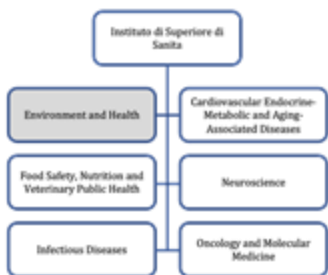 Instituto di Superiore di
Sanita
Environment and Health
Cardiovascular Endocrine-
Metabolic and Aging-
Associated Diseases
Food Safety, Nutrition and
Veterinary Public Health
Neuroscience
Infectious Diseases
Oncology and Molecular
Medicine